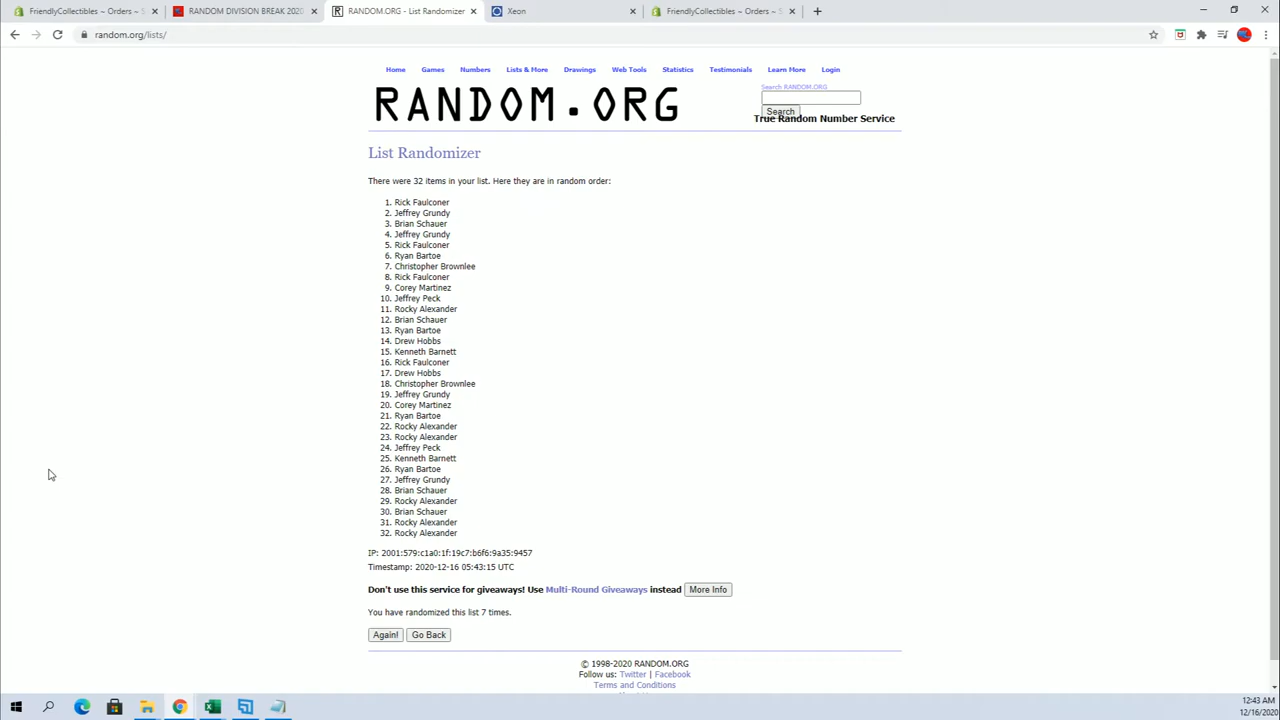 FriendlyCollectibles ~ Orders ~ S
RANDOM DIVISION BREAK 2020
RANDOM.ORG - List Randomizer
Xeon
FriendlyCollectibles ~ Orders ~ S
random.org/lists/
Home Games Numbers Lists & More Drawings Web Tools Statistics Testimonials Learn More Login
Search RANDOM.ORG
RANDOM.ORG
Search
True Random Number Service
List Randomizer
There were 32 items in your list. Here they are in random order:
1. Rick Faulconer
2. Jeffrey Grundy
3. Brian Schauer
4. Jeffrey Grundy
5. Rick Faulconer
6. Ryan Bartoe
7. Christopher Brownlee
8. Rick Faulconer
9. Corey Martinez
10. Jeffrey Peck
11. Rocky Alexander
12. Brian Schauer
13. Ryan Bartoe
14. Drew Hobbs
15. Kenneth Barnett
16. Rick Faulconer
17. Drew Hobbs
18. Christopher Brownlee
19. Jeffrey Grundy
20. Corey Martinez
21. Ryan Bartoe
22. Rocky Alexander
23. Rocky Alexander
24. Jeffrey Peck
25. Kenneth Barnett
26. Ryan Bartoe
27. Jeffrey Grundy
28. Brian Schauer
29. Rocky Alexander
30. Brian Schauer
31. Rocky Alexander
32. Rocky Alexander
IP: 2001:579:c1a0:1f:19c7:b6f6:9a35:9457
Timestamp: 2020-12-16 05:43:15 UTC
Don't use this service for giveaways! Use Multi-Round Giveaways instead More Info
You have randomized this list 7 times.
Again! Go Back
© 1998-2020 RANDOM.ORG
Follow us: Twitter | Facebook
Terms and Conditions
12:43 AM
12/16/2020